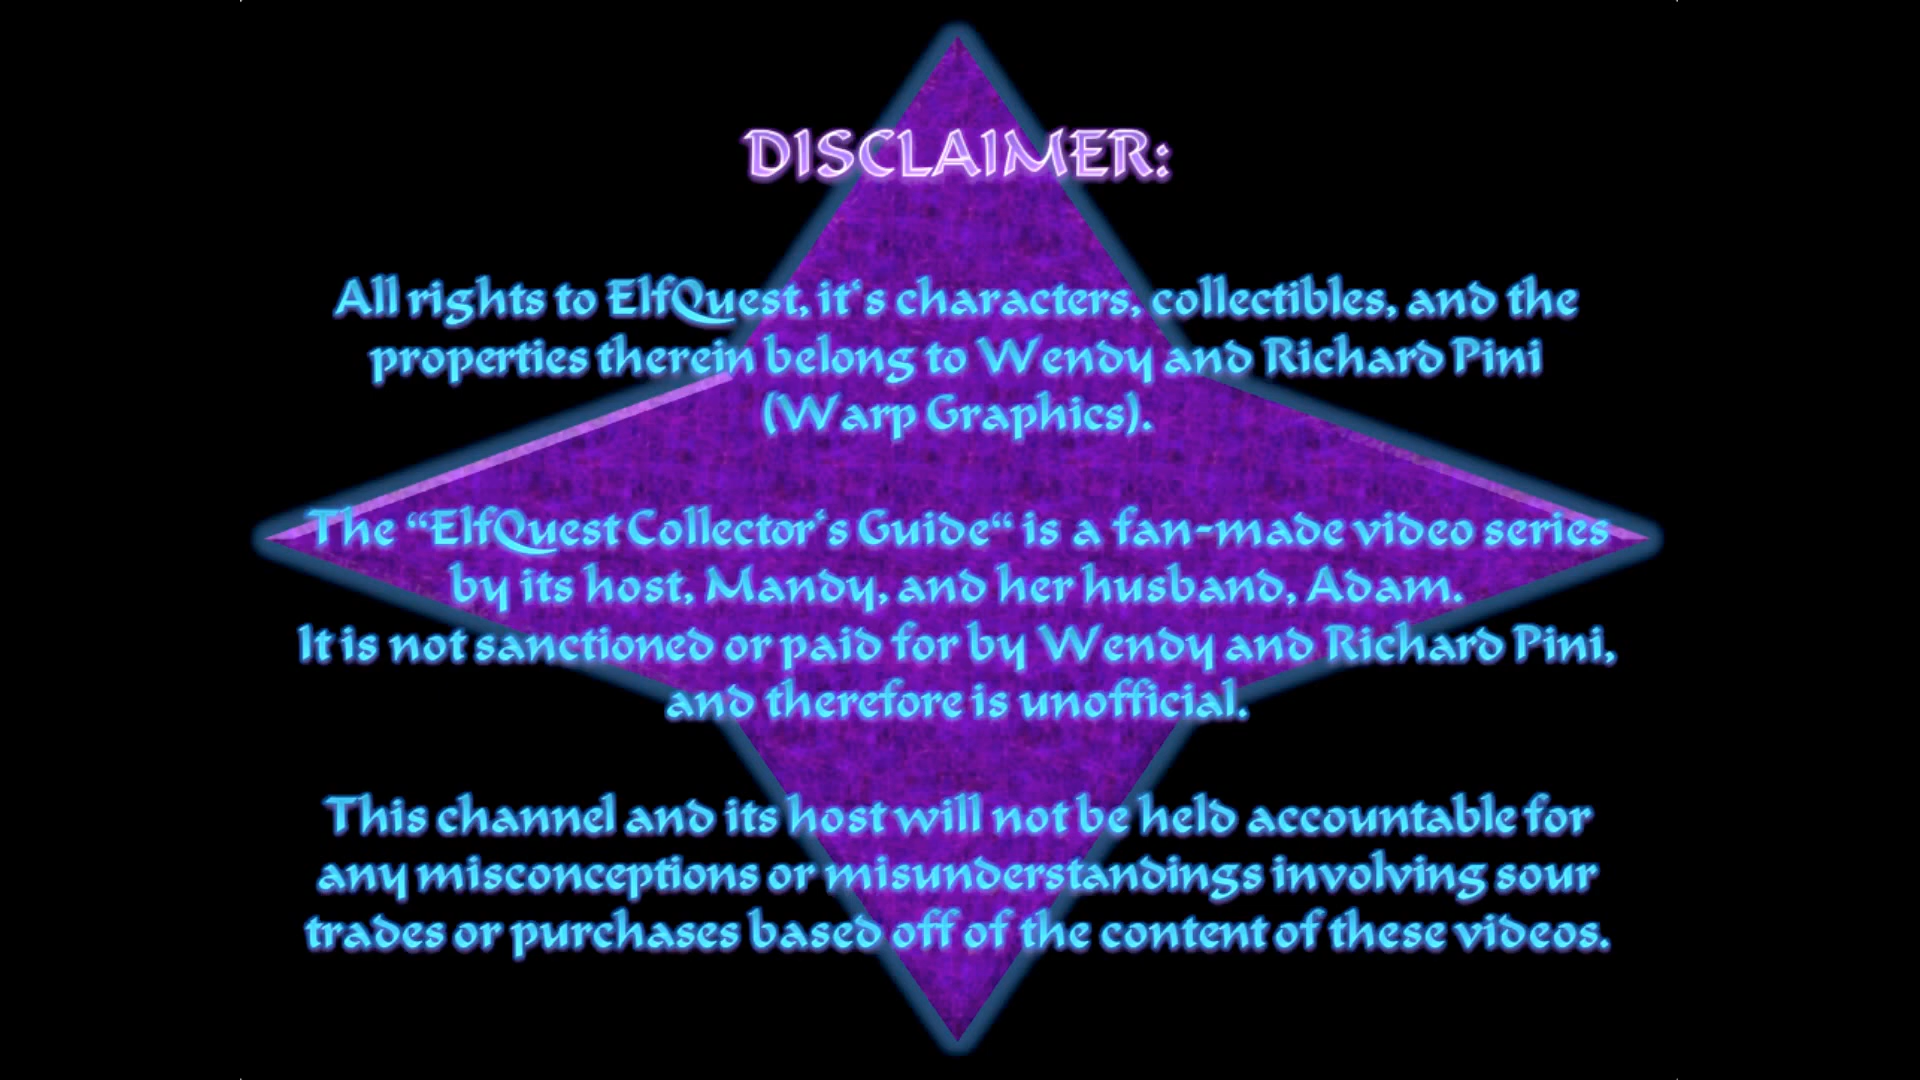 DISCLAIMER:
All rights to ElfQuest, it's characters, collectibles, and the
properties therein belong to Wendy and Richard Pini
(Warp Graphics).
The “ElfQuest Collector's Guide“ is a fan-made video series
by its host, Mandy, and her husband, Adam.
It is not sanctioned or paid for by Wendy and Richard Pini,
and therefore is unofficial.
This channel and its host will not be held accountable for
any misconceptions or misunderstandings involving sour
trades or purchases based off of the content of these videos.